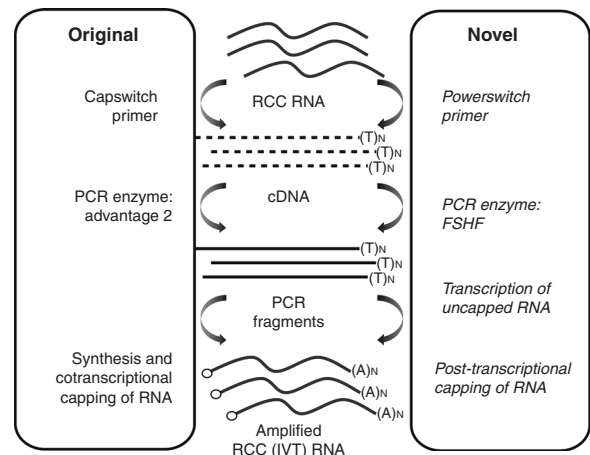 Original
Novel
Capswitch
primer
RCC RNA
Powerswitch
primer
(T)N
(T)N
(T)N
PCR enzyme:
advantage 2
cDNA
PCR enzyme:
FSHF
(T)N
(T)N
(T)N
PCR
fragments
Transcription of
uncapped RNA
Synthesis and
cotranscriptional
capping of RNA
(A)N
(A)N
(A)N
Post-transcriptional
capping of RNA
Amplified
RCC (IVT) RNA